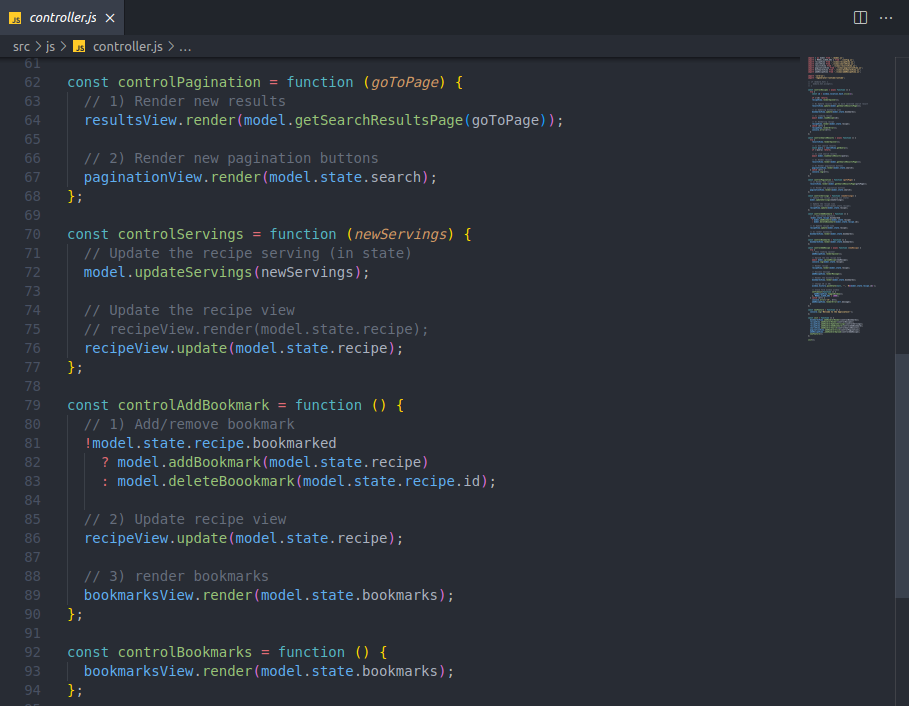 JS controller.js ×
src > js > JS controller.js > ...
61
62 const controlPagination = function (goToPage) {
63 // 1) Render new results
64 resultsView.render(model.getSearchResultsPage(goToPage));
65
66 // 2) Render new pagination buttons
67 paginationView.render(model.state.search);
68 };
69
70 const controlServings = function (newServings) {
71 // Update the recipe serving (in state)
72 model.updateServings(newServings);
73
74 // Update the recipe view
75 // recipeView.render(model.state.recipe);
76 recipeView.update(model.state.recipe);
77 };
78
79 const controlAddBookmark = function () {
80 // 1) Add/remove bookmark
81 !model.state.recipe.bookmarked
82 ? model.addBookmark(model.state.recipe)
83 : model.deleteBoookmark(model.state.recipe.id);
84
85 // 2) Update recipe view
86 recipeView.update(model.state.recipe);
87
88 // 3) render bookmarks
89 bookmarksView.render(model.state.bookmarks);
90 };
91
92 const controlBookmarks = function () {
93 bookmarksView.render(model.state.bookmarks);
94 };